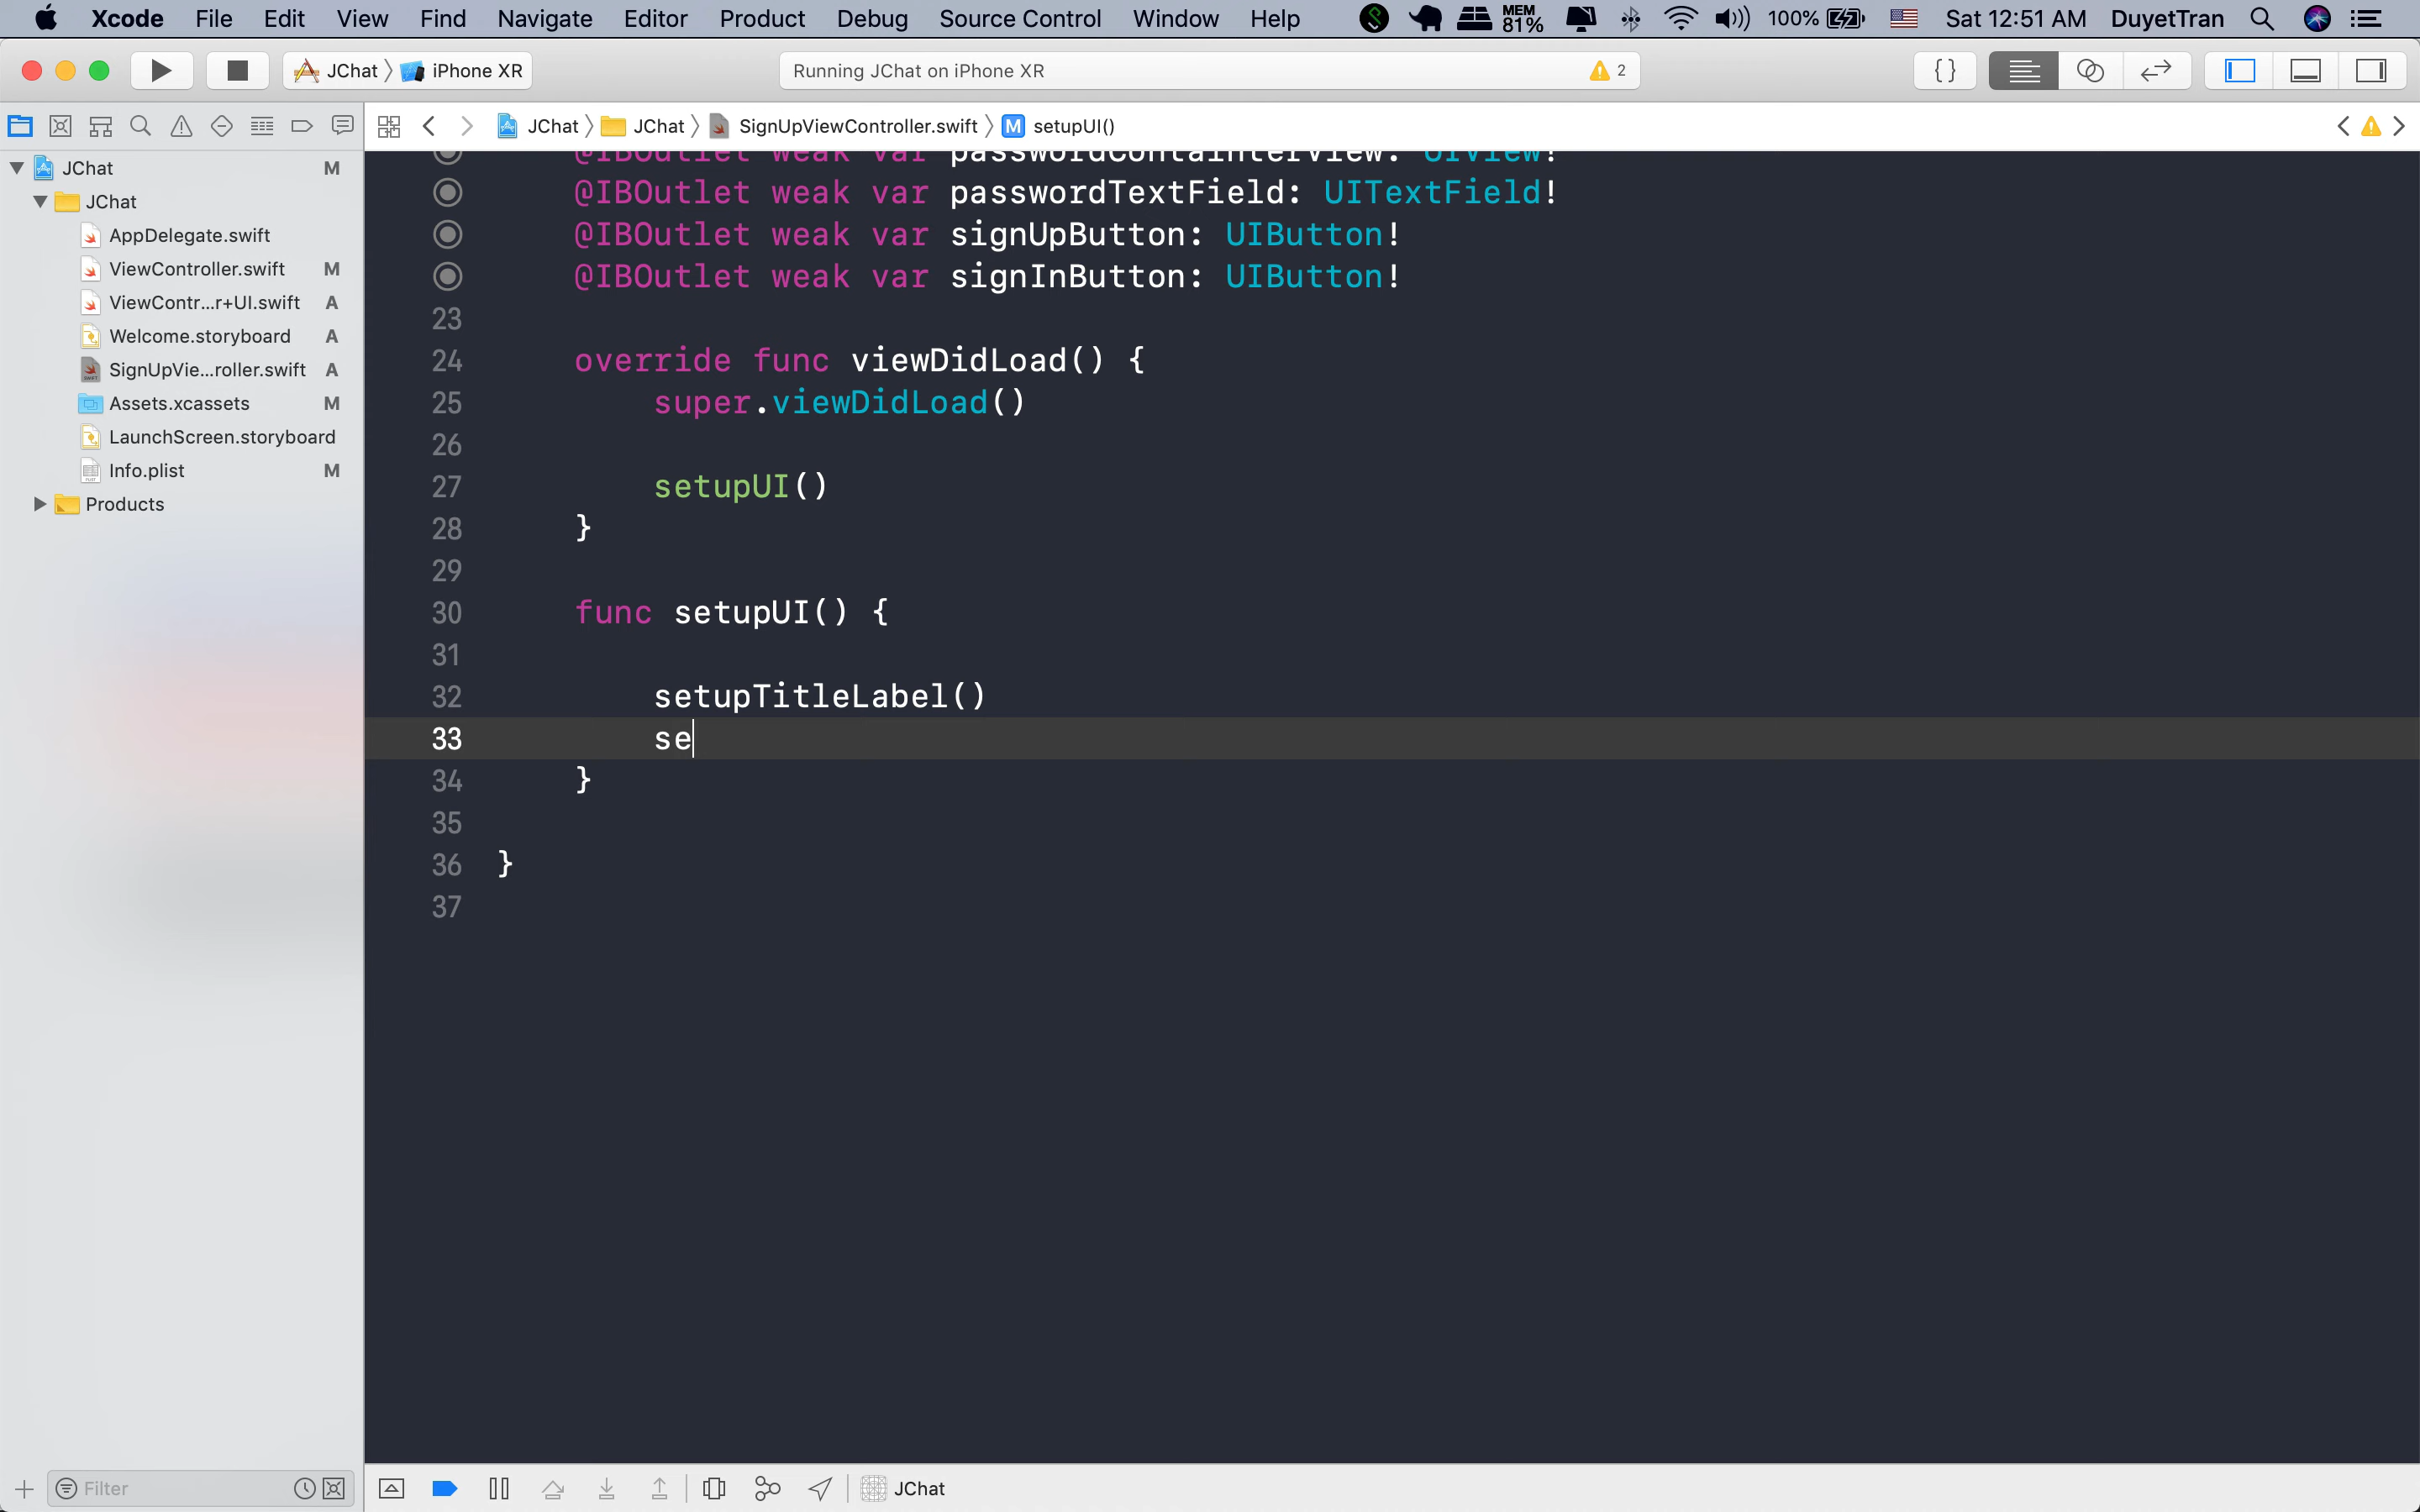 Xcode File Edit View Find Navigate Editor Product Debug Source Control Window Help MEM 81% 100% Sat 12:51 AM DuyetTran
JChat iPhone XR Running JChat on iPhone XR 2 {}
JChat JChat SignUpViewController.swift M setupUI()
JChat M
JChat
AppDelegate.swift
ViewController.swift M
ViewContr...r+UI.swift A
Welcome.storyboard A
SignUpVie...roller.swift A
Assets.xcassets M
LaunchScreen.storyboard
Info.plist M
Products
@IBOutlet weak var passwordContainterView: UIView!
@IBOutlet weak var passwordTextField: UITextField!
@IBOutlet weak var signUpButton: UIButton!
@IBOutlet weak var signInButton: UIButton!
23
24 override func viewDidLoad() {
25 super.viewDidLoad()
26
27 setupUI()
28 }
29
30 func setupUI() {
31
32 setupTitleLabel()
33 se
34 }
35
36 }
37
Filter JChat